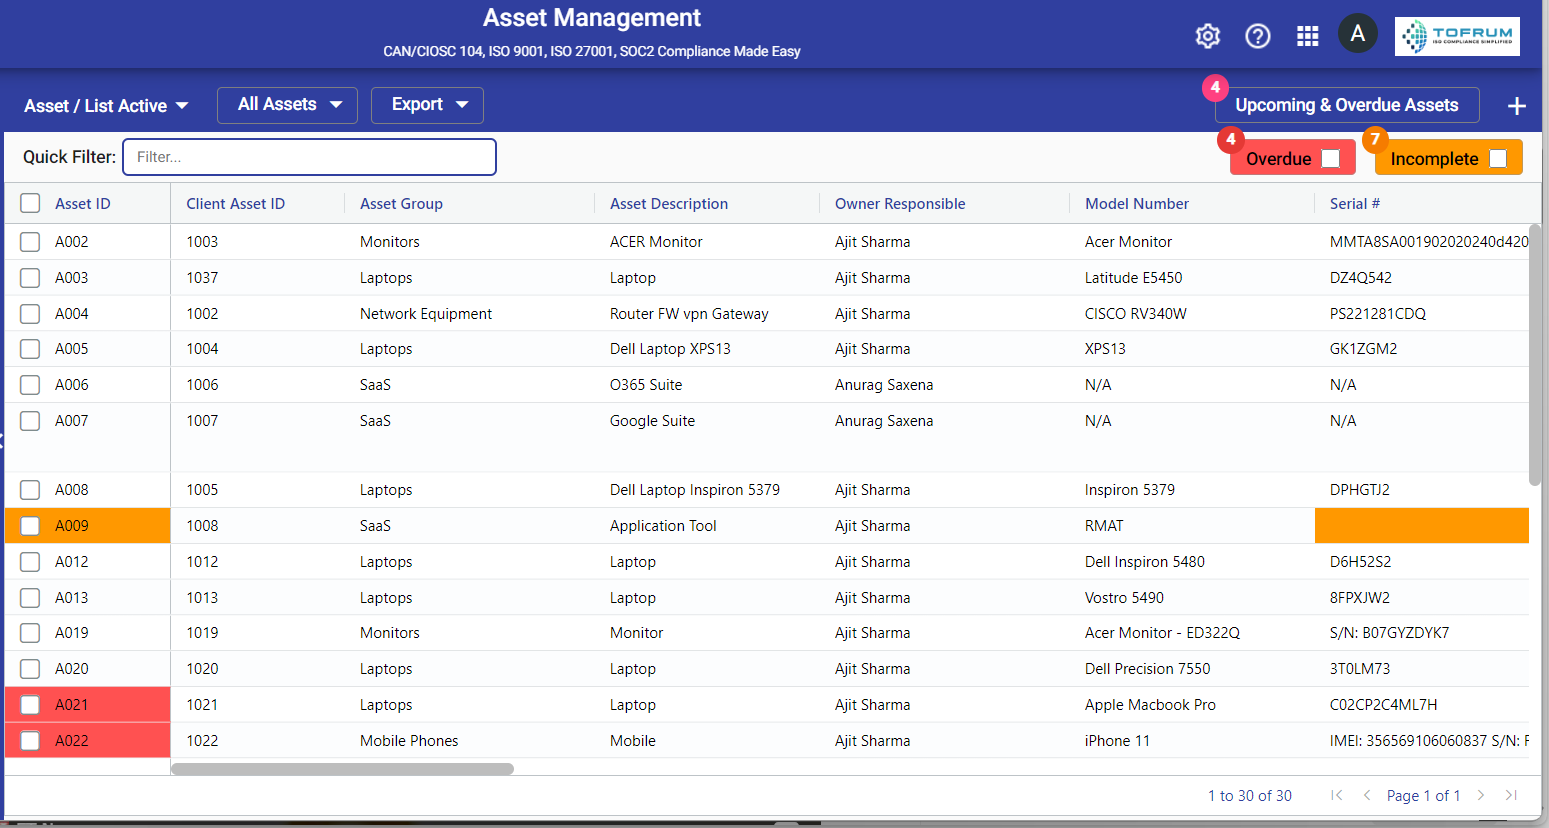 Asset Management
CAN/CIOSC 104, ISO 9001, ISO 27001, SOC2 Compliance Made Easy
A
TOFRUM
ISO COMPLIANCE SIMPLIFIED
Asset / List Active All Assets Export 4 Upcoming & Overdue Assets +
Quick Filter: Filter... 4 Overdue 7 Incomplete
Asset ID Client Asset ID Asset Group Asset Description Owner Responsible Model Number Serial #
A002 1003 Monitors ACER Monitor Ajit Sharma Acer Monitor MMTA8SA001902020240d420
A003 1037 Laptops Laptop Ajit Sharma Latitude E5450 DZ4Q542
A004 1002 Network Equipment Router FW vpn Gateway Ajit Sharma CISCO RV340W PS221281CDQ
A005 1004 Laptops Dell Laptop XPS13 Ajit Sharma XPS13 GK1ZGM2
A006 1006 SaaS O365 Suite Anurag Saxena N/A N/A
A007 1007 SaaS Google Suite Anurag Saxena N/A N/A
A008 1005 Laptops Dell Laptop Inspiron 5379 Ajit Sharma Inspiron 5379 DPHGTJ2
A009 1008 SaaS Application Tool Ajit Sharma RMAT
A012 1012 Laptops Laptop Ajit Sharma Dell Inspiron 5480 D6H52S2
A013 1013 Laptops Laptop Ajit Sharma Vostro 5490 8FPXJW2
A019 1019 Monitors Monitor Ajit Sharma Acer Monitor - ED322Q S/N: B07GYZDYK7
A020 1020 Laptops Laptop Ajit Sharma Dell Precision 7550 3T0LM73
A021 1021 Laptops Laptop Ajit Sharma Apple Macbook Pro C02CP2C4ML7H
A022 1022 Mobile Phones Mobile Ajit Sharma iPhone 11 IMEI: 356569106060837 S/N: F
1 to 30 of 30 Page 1 of 1